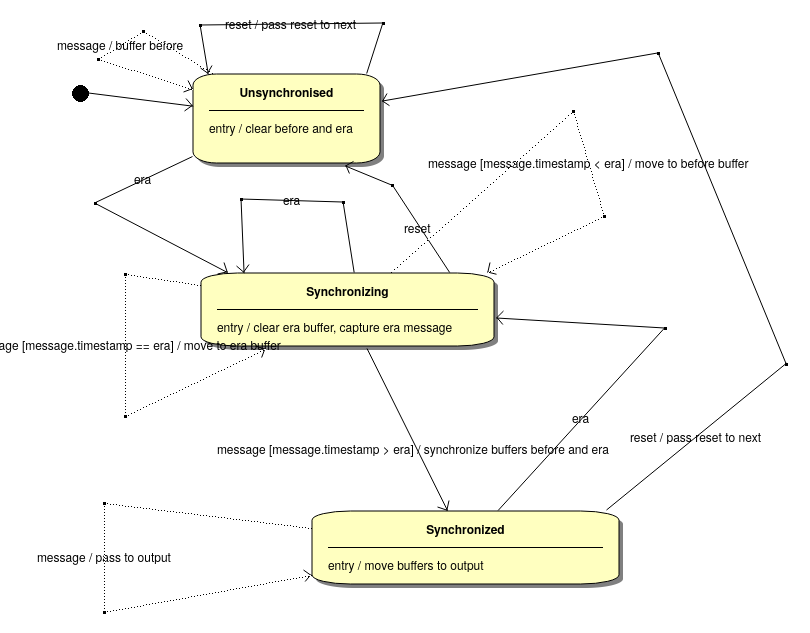 reset / pass reset to next
message / buffer before
Unsynchronised
entry / clear before and era
message [message.timestamp < era] / move to before buffer
era
era
reset
Synchronizing
entry / clear era buffer, capture era message
age [message.timestamp == era] / move to era buffer
era
reset / pass reset to next
message [message.timestamp > era] / synchronize buffers before and era
Synchronized
message / pass to output
entry / move buffers to output